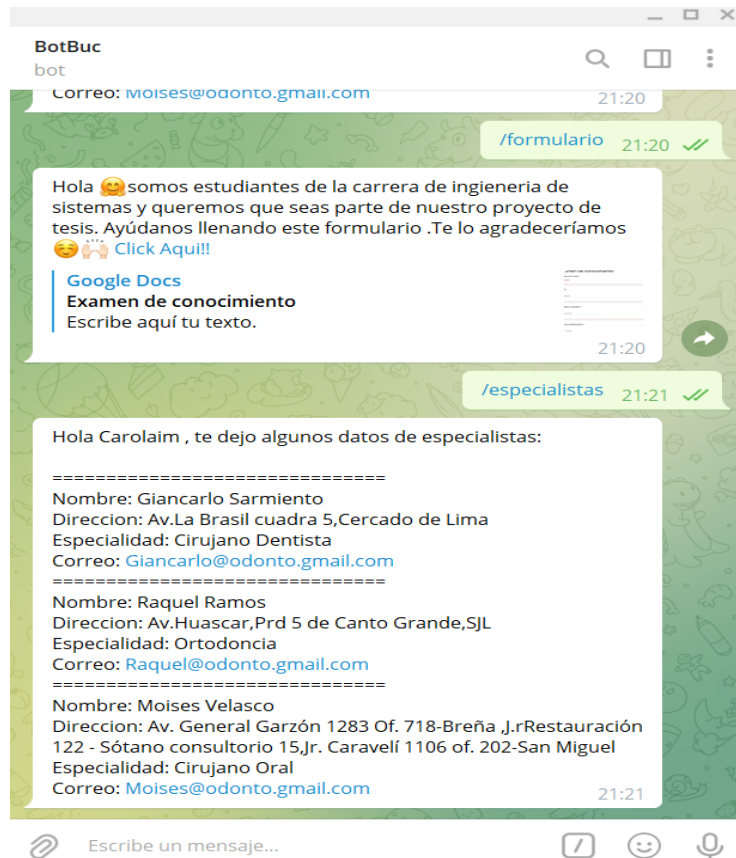 BotBuc
bot
Correo: Moises@odonto.gmail.com
21:20
/formulario 21:20
Hola 🤗somos estudiantes de la carrera de ingieneria de
sistemas y queremos que seas parte de nuestro proyecto de
tesis. Ayúdanos llenando este formulario .Te lo agradeceríamos
☺️🙌🏻 Click Aqui!!
Google Docs
Examen de conocimiento
Escribe aquí tu texto.
21:20
/especialistas 21:21
Hola Carolaim , te dejo algunos datos de especialistas:
===============================
Nombre: Giancarlo Sarmiento
Direccion: Av.La Brasil cuadra 5,Cercado de Lima
Especialidad: Cirujano Dentista
Correo: Giancarlo@odonto.gmail.com
===============================
Nombre: Raquel Ramos
Direccion: Av.Huascar,Prd 5 de Canto Grande,SJL
Especialidad: Ortodoncia
Correo: Raquel@odonto.gmail.com
===============================
Nombre: Moises Velasco
Direccion: Av. General Garzón 1283 Of. 718-Breña ,J.rRestauración
122 - Sótano consultorio 15,Jr. Caravelí 1106 of. 202-San Miguel
Especialidad: Cirujano Oral
Correo: Moises@odonto.gmail.com
21:21
Escribe un mensaje...